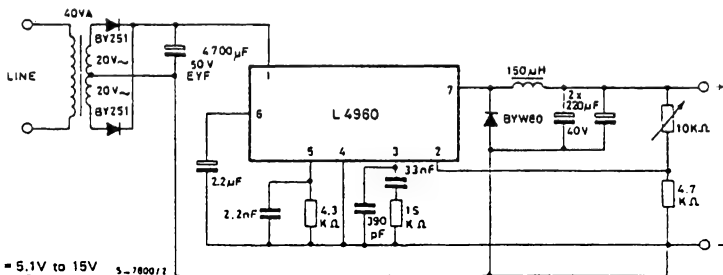 40VA
BY251
20V~
20V~
BY251
LINE
4700µF
50V
EYF
1
L 4960
7
6
5
4
3
2
2.2µF
2.2nF
4.3
KΩ
390
pF
33nF
15
KΩ
150µH
BYW80
2x
220µF
40V
10KΩ
4.7
KΩ
+
-
= 5.1V to 15V
S-7800/2